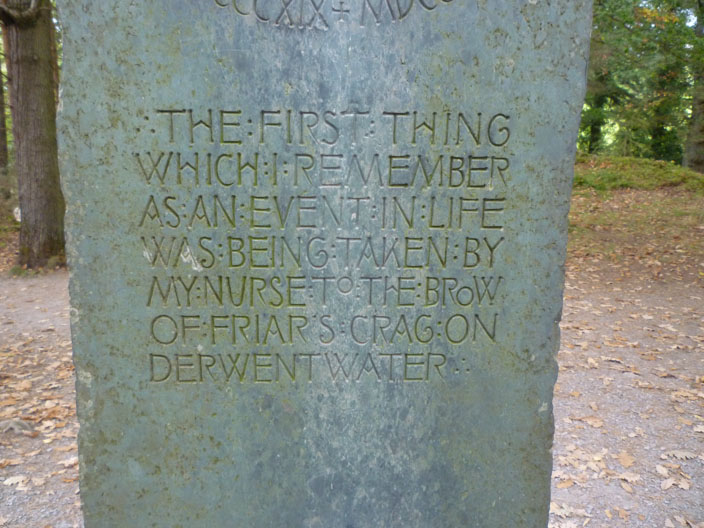 ∴THE:FIRST:THING
WHICH:I:REMEMBER
AS:AN:EVENT:IN:LIFE
WAS:BEING:TAKEN:BY
MY:NURSE:TO:THE:BROW
OF:FRIAR'S:CRAG:ON
DERWENTWATER∴